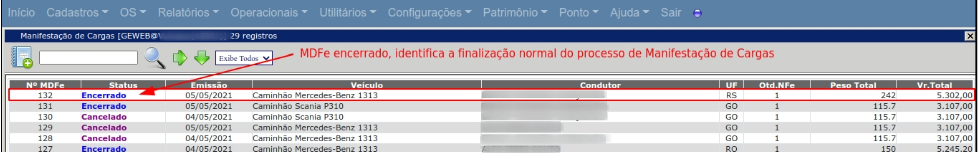 Início Cadastros OS Relatórios Operacionais Utilitários Configurações Patrimônio Ponto Ajuda Sair
Manifestação de Cargas [GEWEB@ 29 registros X
Exibe Todos MDFe encerrado, identifica a finalização normal do processo de Manifestação de Cargas
Nº MDFe Status Emissão Veículo Condutor UF Qtd.NFe Peso Total Vr.Total
132 Encerrado 05/05/2021 Caminhão Mercedes-Benz 1313 RS 1 242 5.302,00
131 Encerrado 05/05/2021 Caminhão Scania P310 GO 1 115.7 3.107,00
130 Cancelado 04/05/2021 Caminhão Scania P310 GO 1 115.7 3.107,00
129 Cancelado 05/05/2021 Caminhão Mercedes-Benz 1313 GO 1 115.7 3.107,00
128 Cancelado 04/05/2021 Caminhão Mercedes-Benz 1313 GO 1 115.7 3.107,00
127 Encerrado 04/05/2021 Caminhão Mercedes-Benz 1313 RO 1 150 5.245,20